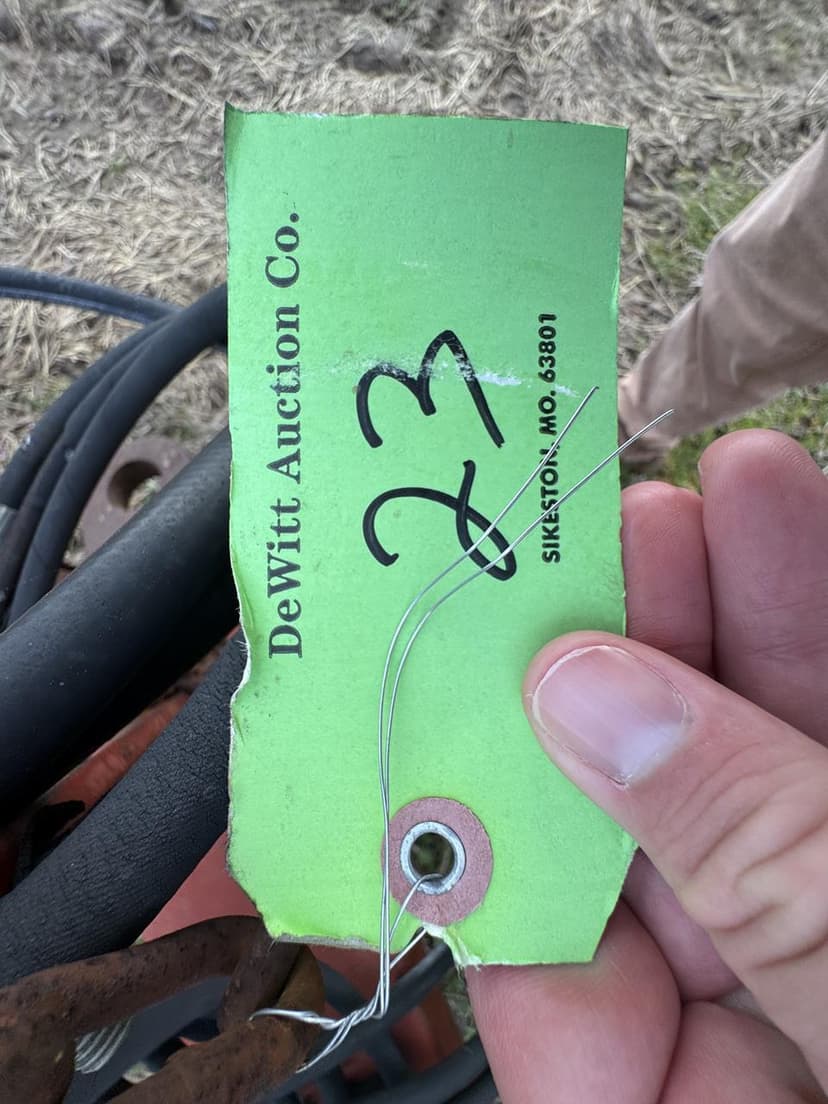 DeWitt Auction Co.
23
SIKESTON, MO. 63801